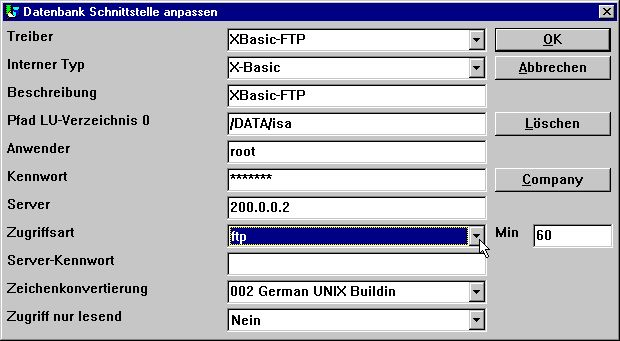 Datenbank Schnittstelle anpassen
Treiber XBasic-FTP OK
Interner Typ X-Basic Abbrechen
Beschreibung XBasic-FTP
Pfad LU-Verzeichnis 0 /DATA/isa Löschen
Anwender root
Kennwort ******* Company
Server 200.0.0.2
Zugriffsart ftp Min 60
Server-Kennwort
Zeichenkonvertierung 002 German UNIX Buildin
Zugriff nur lesend Nein